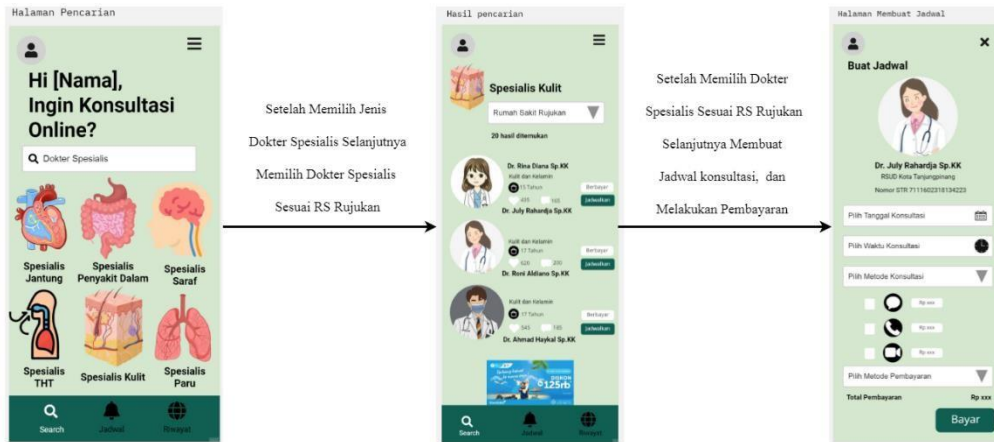 Halaman Pencarian
Hi [Nama],
Ingin Konsultasi
Online?
Dokter Spesialis
Spesialis
Jantung
Spesialis
Penyakit Dalam
Spesialis
Saraf
Spesialis
THT
Spesialis Kulit
Spesialis
Paru
Search
Jadwal
Riwayat
Setelah Memilih Jenis
Dokter Spesialis Selanjutnya
Memilih Dokter Spesialis
Sesuai RS Rujukan
Hasil pencarian
Spesialis Kulit
Rumah Sakit Rujukan
20 hasil ditemukan
Dr. Rina Diana Sp.KK
Kulit dan Kelamin
15 Tahun
Berbayar
Jadwalkan
Dr. July Rahardja Sp.KK
Kulit dan Kelamin
17 Tahun
Berbayar
626 200
Jadwalkan
Dr. Roni Aldiano Sp.KK
Kulit dan Kelamin
17 Tahun
Berbayar
543
Jadwalkan
Dr. Ahmad Haykal Sp.KK
125rb
Search
Jadwal
Riwayat
Setelah Memilih Dokter
Spesialis Sesuai RS Rujukan
Selanjutnya Membuat
Jadwal konsultasi, dan
Melakukan Pembayaran
Halaman Membuat Jadwal
Buat Jadwal
Dr. July Rahardja Sp.KK
RSUD Kota Tanjungpinang
Nomor STR 7111602318134223
Pilih Tanggal Konsultasi
Pilih Waktu Konsultasi
Pilih Metode Konsultasi
Rp xxx
Rp xxx
Rp xxx
Pilih Metode Pembayaran
Total Pembayaran Rp xxx
Bayar